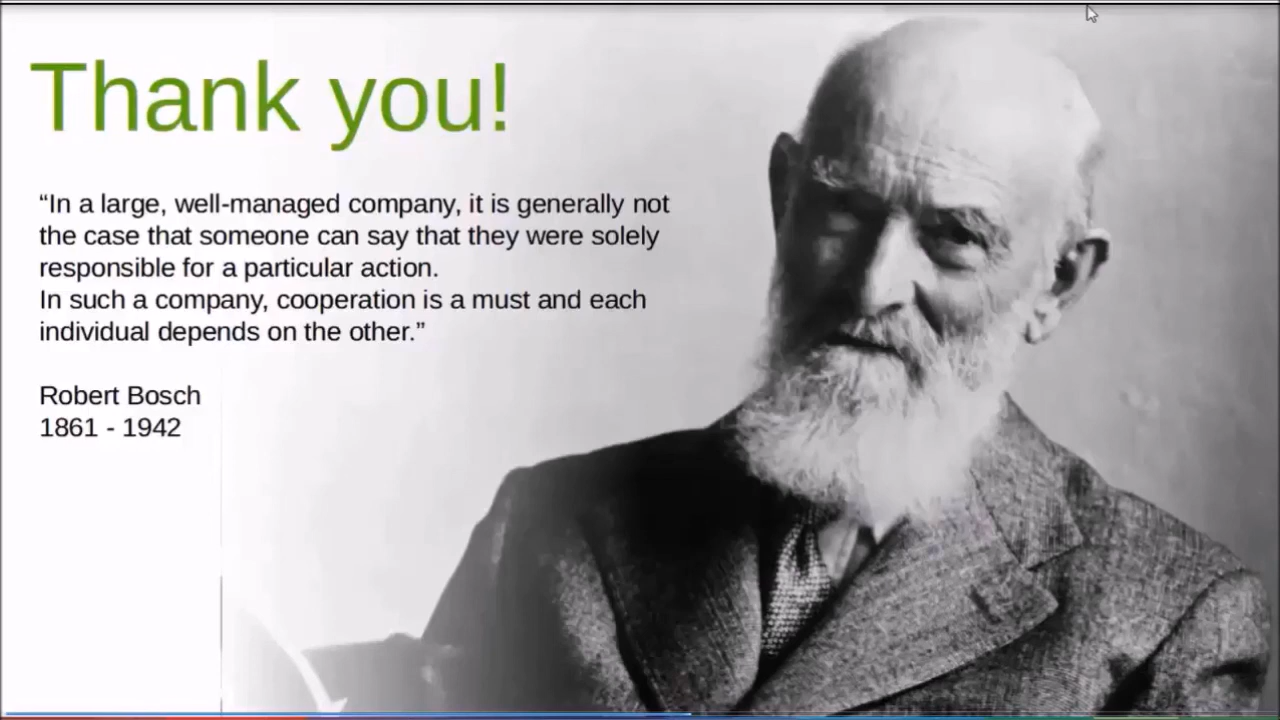 Thank you!
“In a large, well-managed company, it is generally not
the case that someone can say that they were solely
responsible for a particular action.
In such a company, cooperation is a must and each
individual depends on the other.”
Robert Bosch
1861 - 1942